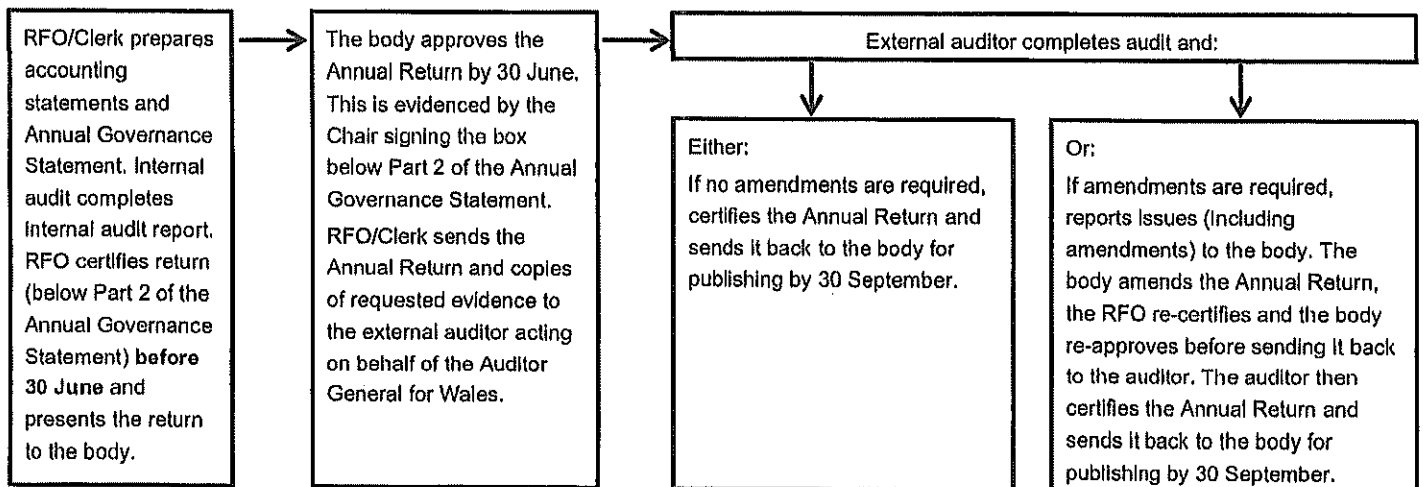 RFO/Clerk prepares
accounting
statements and
Annual Governance
Statement. Internal
audit completes
Internal audit report.
RFO certifies return
(below Part 2 of the
Annual Governance
Statement) before
30 June and
presents the return
to the body.
The body approves the
Annual Return by 30 June.
This is evidenced by the
Chair signing the box
below Part 2 of the Annual
Governance Statement.
RFO/Clerk sends the
Annual Return and copies
of requested evidence to
the external auditor acting
on behalf of the Auditor
General for Wales.
External auditor completes audit and:
Either:
If no amendments are required,
certifies the Annual Return and
sends it back to the body for
publishing by 30 September.
Or:
If amendments are required,
reports issues (including
amendments) to the body. The
body amends the Annual Return,
the RFO re-certifies and the body
re-approves before sending it back
to the auditor. The auditor then
certifies the Annual Return and
sends it back to the body for
publishing by 30 September.